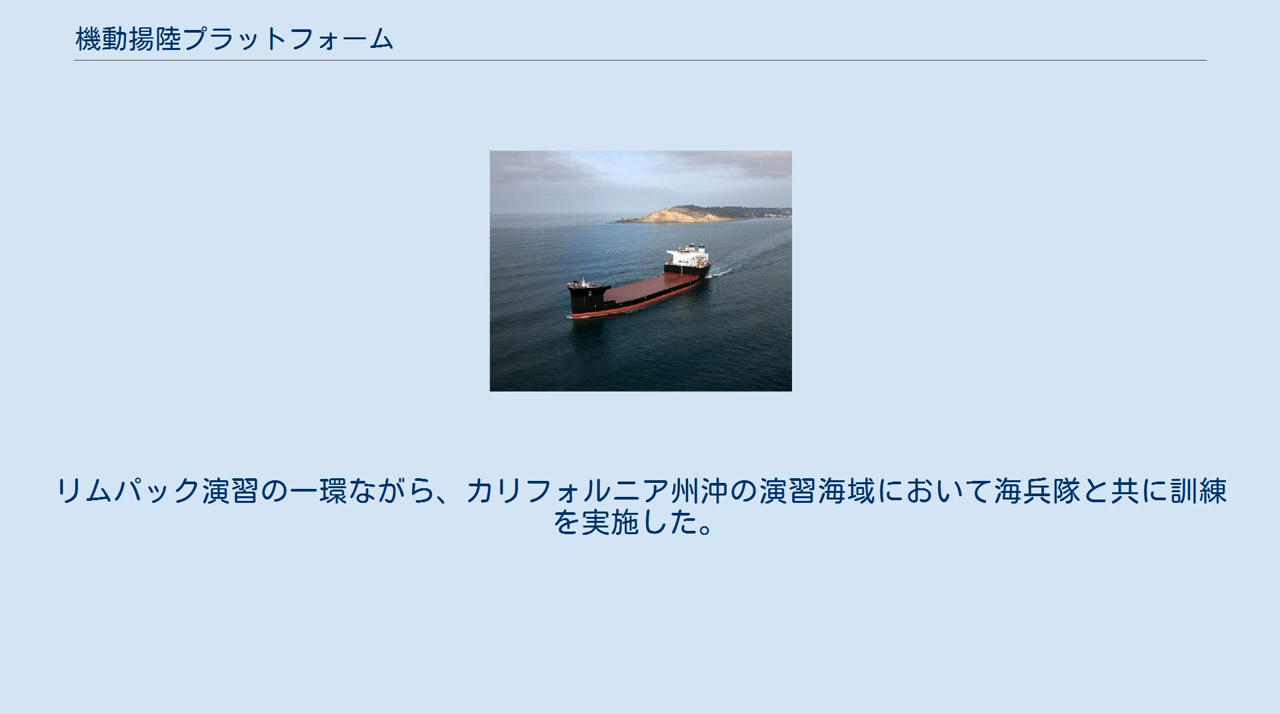 機動揚陸プラットフォーム
リムパック演習の一環ながら、カリフォルニア州沖の演習海域において海兵隊と共に訓練
を実施した。